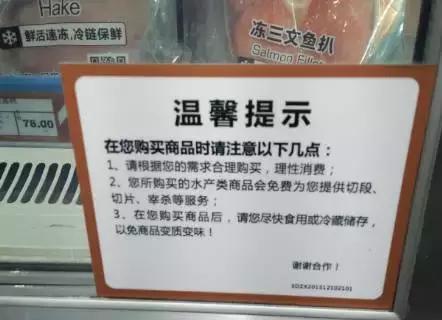 Hake
鲜活速冻,冷链保鲜
冻三文鱼扒
Salmon Fille
76.00
温馨提示
在您购买商品时请注意以下几点：
1、请根据您的需求合理购买，理性消费；
2、您所购买的水产类商品会免费为您提供切段、
切片、宰杀等服务；
3、在您购买商品后，请您尽快食用或冷藏储存，
以免商品变质变味！
谢谢合作！